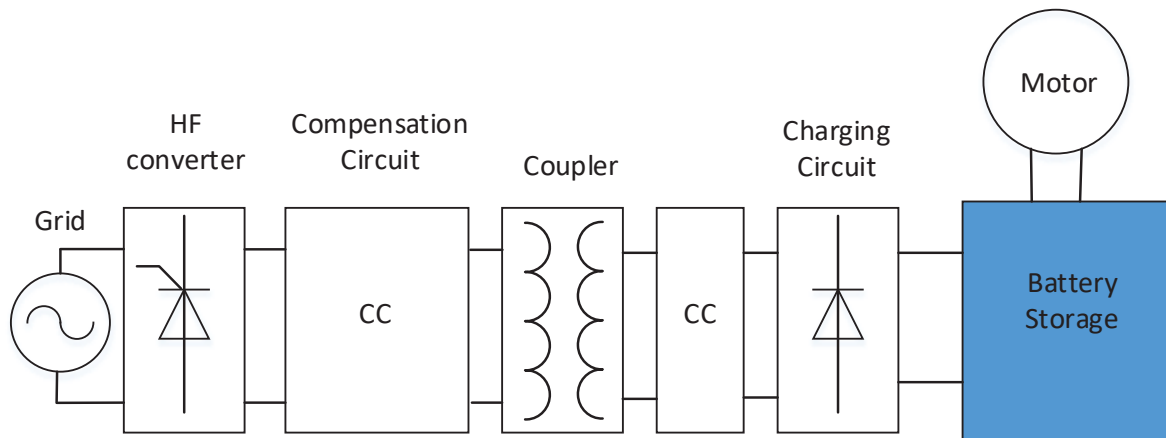 Motor
HF
converter
Compensation
Circuit
Coupler
Charging
Circuit
Grid
CC
CC
Battery
Storage